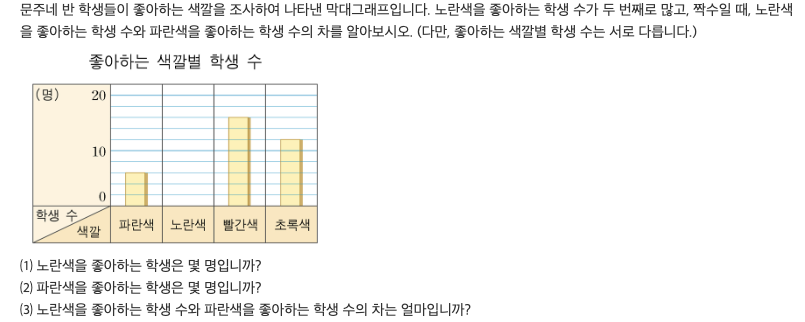 문주네 반 학생들이 좋아하는 색깔을 조사하여 나타낸 막대그래프입니다. 노란색을 좋아하는 학생 수가 두 번째로 많고, 짝수일 때, 노란색
을 좋아하는 학생 수와 파란색을 좋아하는 학생 수의 차를 알아보시오. (다만, 좋아하는 색깔별 학생 수는 서로 다릅니다.)
좋아하는 색깔별 학생 수
(명) 20
10
0
학생 수
색깔
파란색 노란색 빨간색 초록색
(1) 노란색을 좋아하는 학생은 몇 명입니까?
(2) 파란색을 좋아하는 학생은 몇 명입니까?
(3) 노란색을 좋아하는 학생 수와 파란색을 좋아하는 학생 수의 차는 얼마입니까?